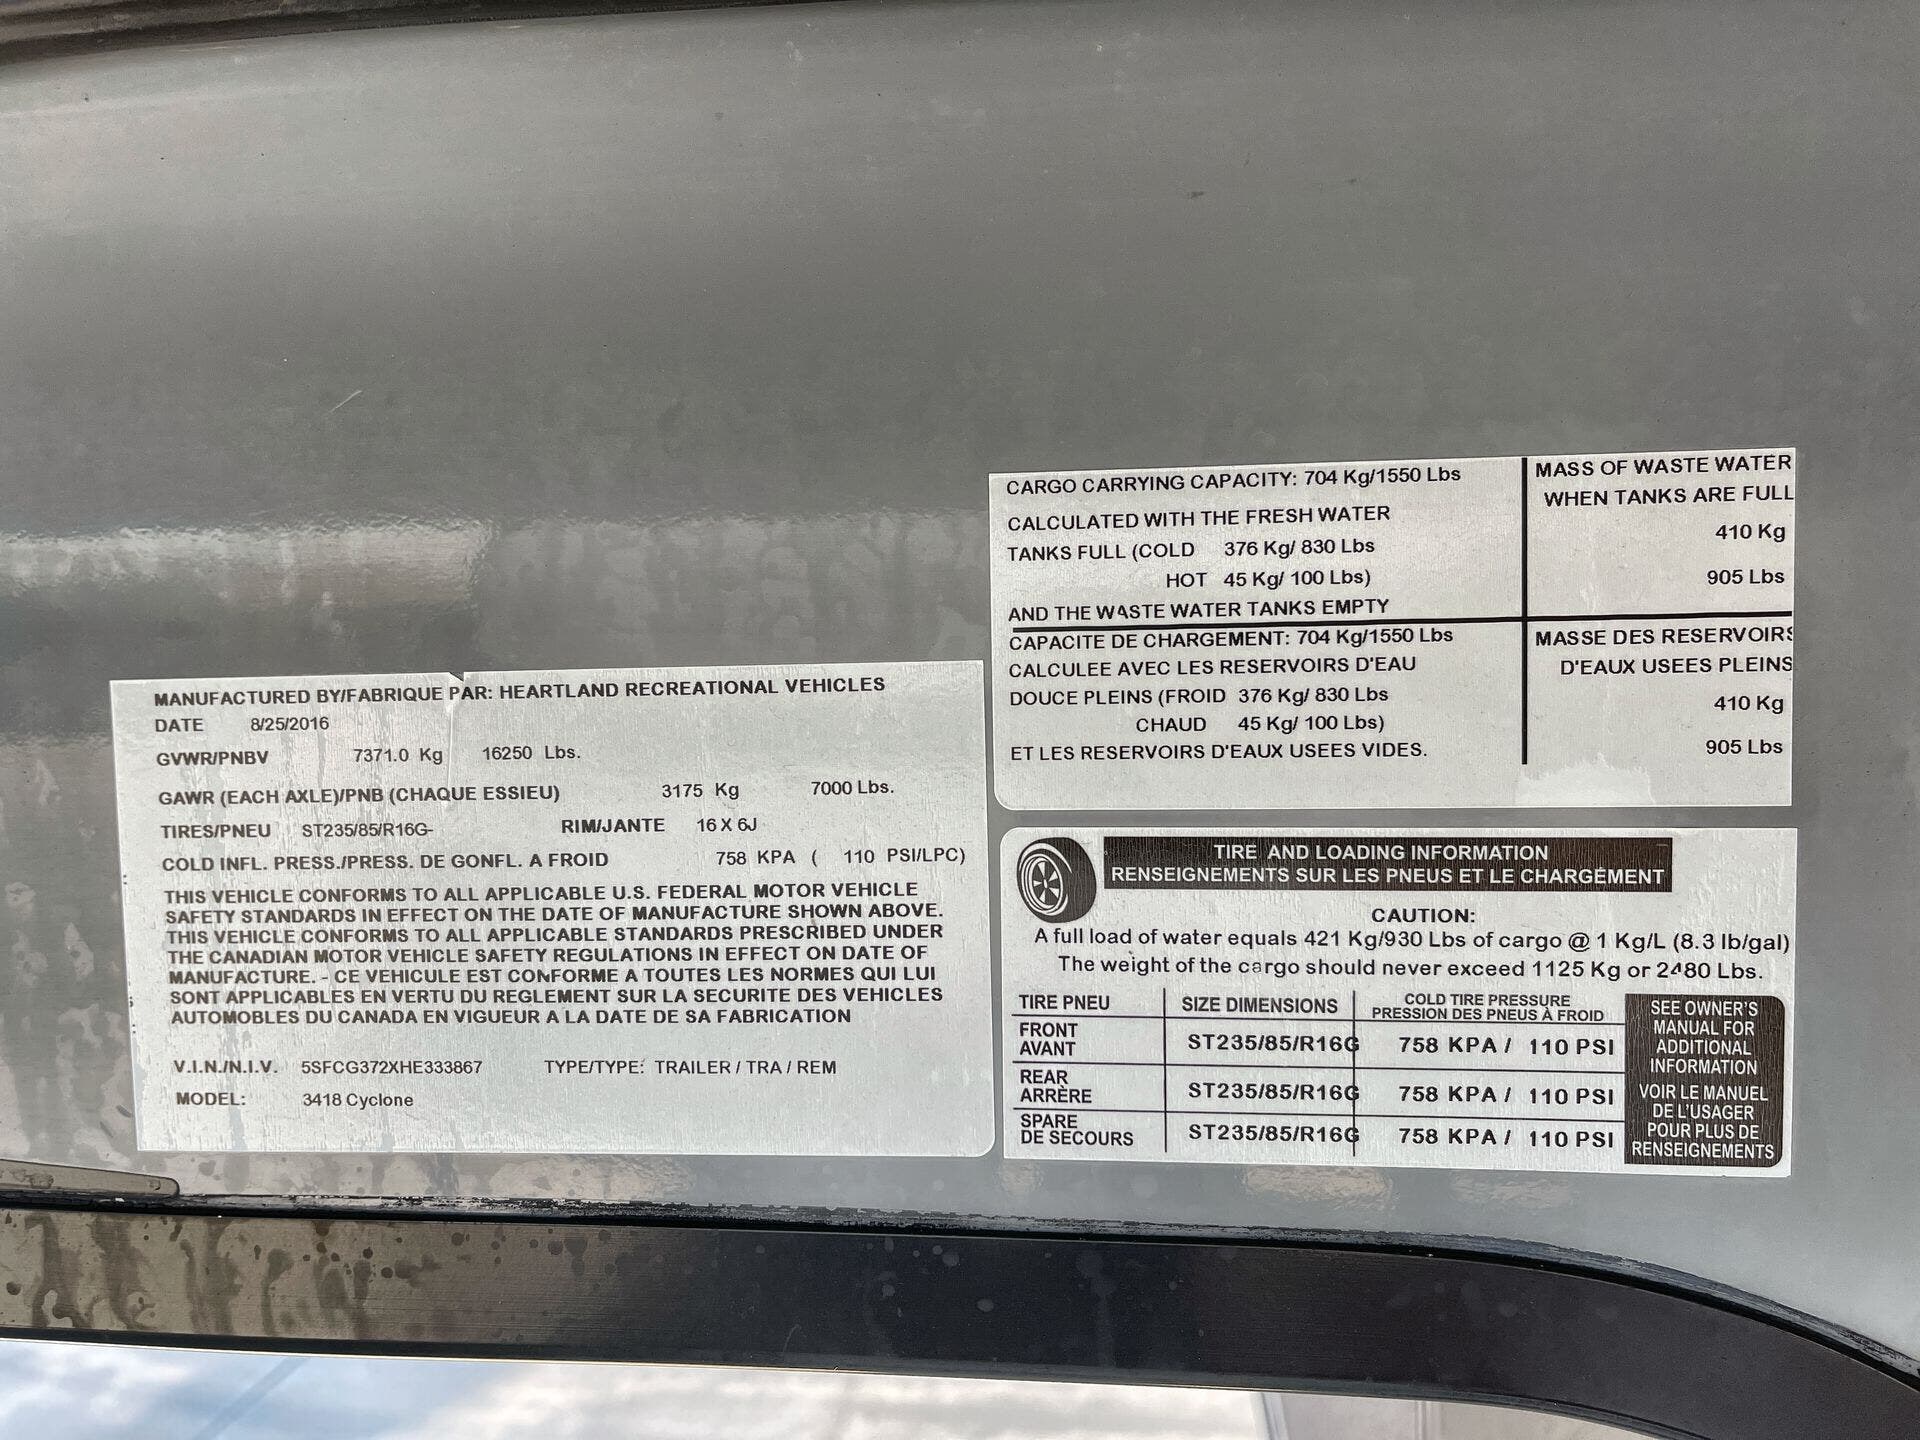 MANUFACTURED BY/FABRIQUE PAR: HEARTLAND RECREATIONAL VEHICLES
DATE 8/25/2016
GVWR/PNBV 7371.0 Kg 16250 Lbs.
GAWR (EACH AXLE)/PNB (CHAQUE ESSIEU) 3175 Kg 7000 Lbs.
TIRES/PNEU ST235/85/R16G- RIM/JANTE 16 X 6J
COLD INFL. PRESS./PRESS. DE GONFL. A FROID 758 KPA ( 110 PSI/LPC)
THIS VEHICLE CONFORMS TO ALL APPLICABLE U.S. FEDERAL MOTOR VEHICLE
SAFETY STANDARDS IN EFFECT ON THE DATE OF MANUFACTURE SHOWN ABOVE.
THIS VEHICLE CONFORMS TO ALL APPLICABLE STANDARDS PRESCRIBED UNDER
THE CANADIAN MOTOR VEHICLE SAFETY REGULATIONS IN EFFECT ON DATE OF
MANUFACTURE. - CE VEHICULE EST CONFORME A TOUTES LES NORMES QUI LUI
SONT APPLICABLES EN VERTU DU REGLEMENT SUR LA SECURITE DES VEHICLES
AUTOMOBILES DU CANADA EN VIGUEUR A LA DATE DE SA FABRICATION
V.I.N./N.I.V. 5SFCG372XHE333867 TYPE/TYPE: TRAILER / TRA / REM
MODEL: 3418 Cyclone
CARGO CARRYING CAPACITY: 704 Kg/1550 Lbs
CALCULATED WITH THE FRESH WATER
TANKS FULL (COLD 376 Kg/ 830 Lbs
HOT 45 Kg/ 100 Lbs)
AND THE WASTE WATER TANKS EMPTY
MASS OF WASTE WATER
WHEN TANKS ARE FULL
410 Kg
905 Lbs
CAPACITE DE CHARGEMENT: 704 Kg/1550 Lbs
CALCULEE AVEC LES RESERVOIRS D'EAU
DOUCE PLEINS (FROID 376 Kg/ 830 Lbs
CHAUD 45 Kg/ 100 Lbs)
ET LES RESERVOIRS D'EAUX USEES VIDES.
MASSE DES RESERVOIRS
D'EAUX USEES PLEINS
410 Kg
905 Lbs
TIRE AND LOADING INFORMATION
RENSEIGNEMENTS SUR LES PNEUS ET LE CHARGÉMENT
CAUTION:
A full load of water equals 421 Kg/930 Lbs of cargo @ 1 Kg/L (8.3 lb/gal)
The weight of the cargo should never exceed 1125 Kg or 2480 Lbs.
TIRE PNEU SIZE DIMENSIONS COLD TIRE PRESSURE
PRESSION DES PNEUS À FROID
FRONT
AVANT ST235/85/R16G 758 KPA / 110 PSI
REAR
ARRÈRE ST235/85/R16G 758 KPA / 110 PSI
SPARE
DE SECOURS ST235/85/R16G 758 KPA / 110 PSI
SEE OWNER'S
MANUAL FOR
ADDITIONAL
INFORMATION
VOIR LE MANUEL
DE L'USAGER
POUR PLUS DE
RENSEIGNEMENTS